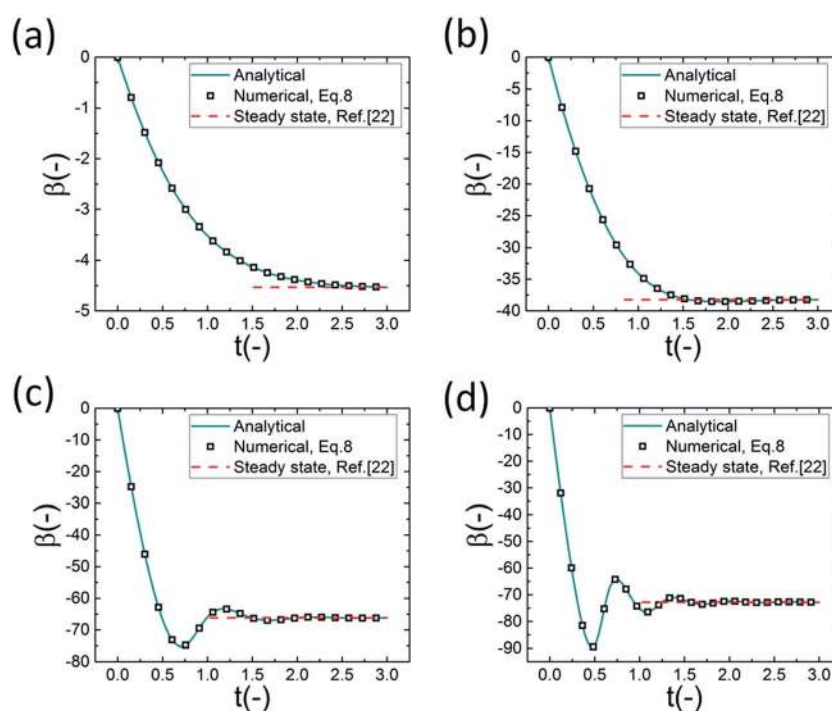 (a)
0
-1
-2
-3
-4
-5
β(-)
0.0 0.5 1.0 1.5 2.0 2.5 3.0
t(-)
Analytical
Numerical, Eq.8
Steady state, Ref.[22]
(b)
0
-5
-10
-15
-20
-25
-30
-35
-40
β(-)
0.0 0.5 1.0 1.5 2.0 2.5 3.0
t(-)
Analytical
Numerical, Eq.8
Steady state, Ref.[22]
(c)
0
-10
-20
-30
-40
-50
-60
-70
-80
β(-)
0.0 0.5 1.0 1.5 2.0 2.5 3.0
t(-)
Analytical
Numerical, Eq.8
Steady state, Ref.[22]
(d)
0
-10
-20
-30
-40
-50
-60
-70
-80
-90
β(-)
0.0 0.5 1.0 1.5 2.0 2.5 3.0
t(-)
Analytical
Numerical, Eq.8
Steady state, Ref.[22]